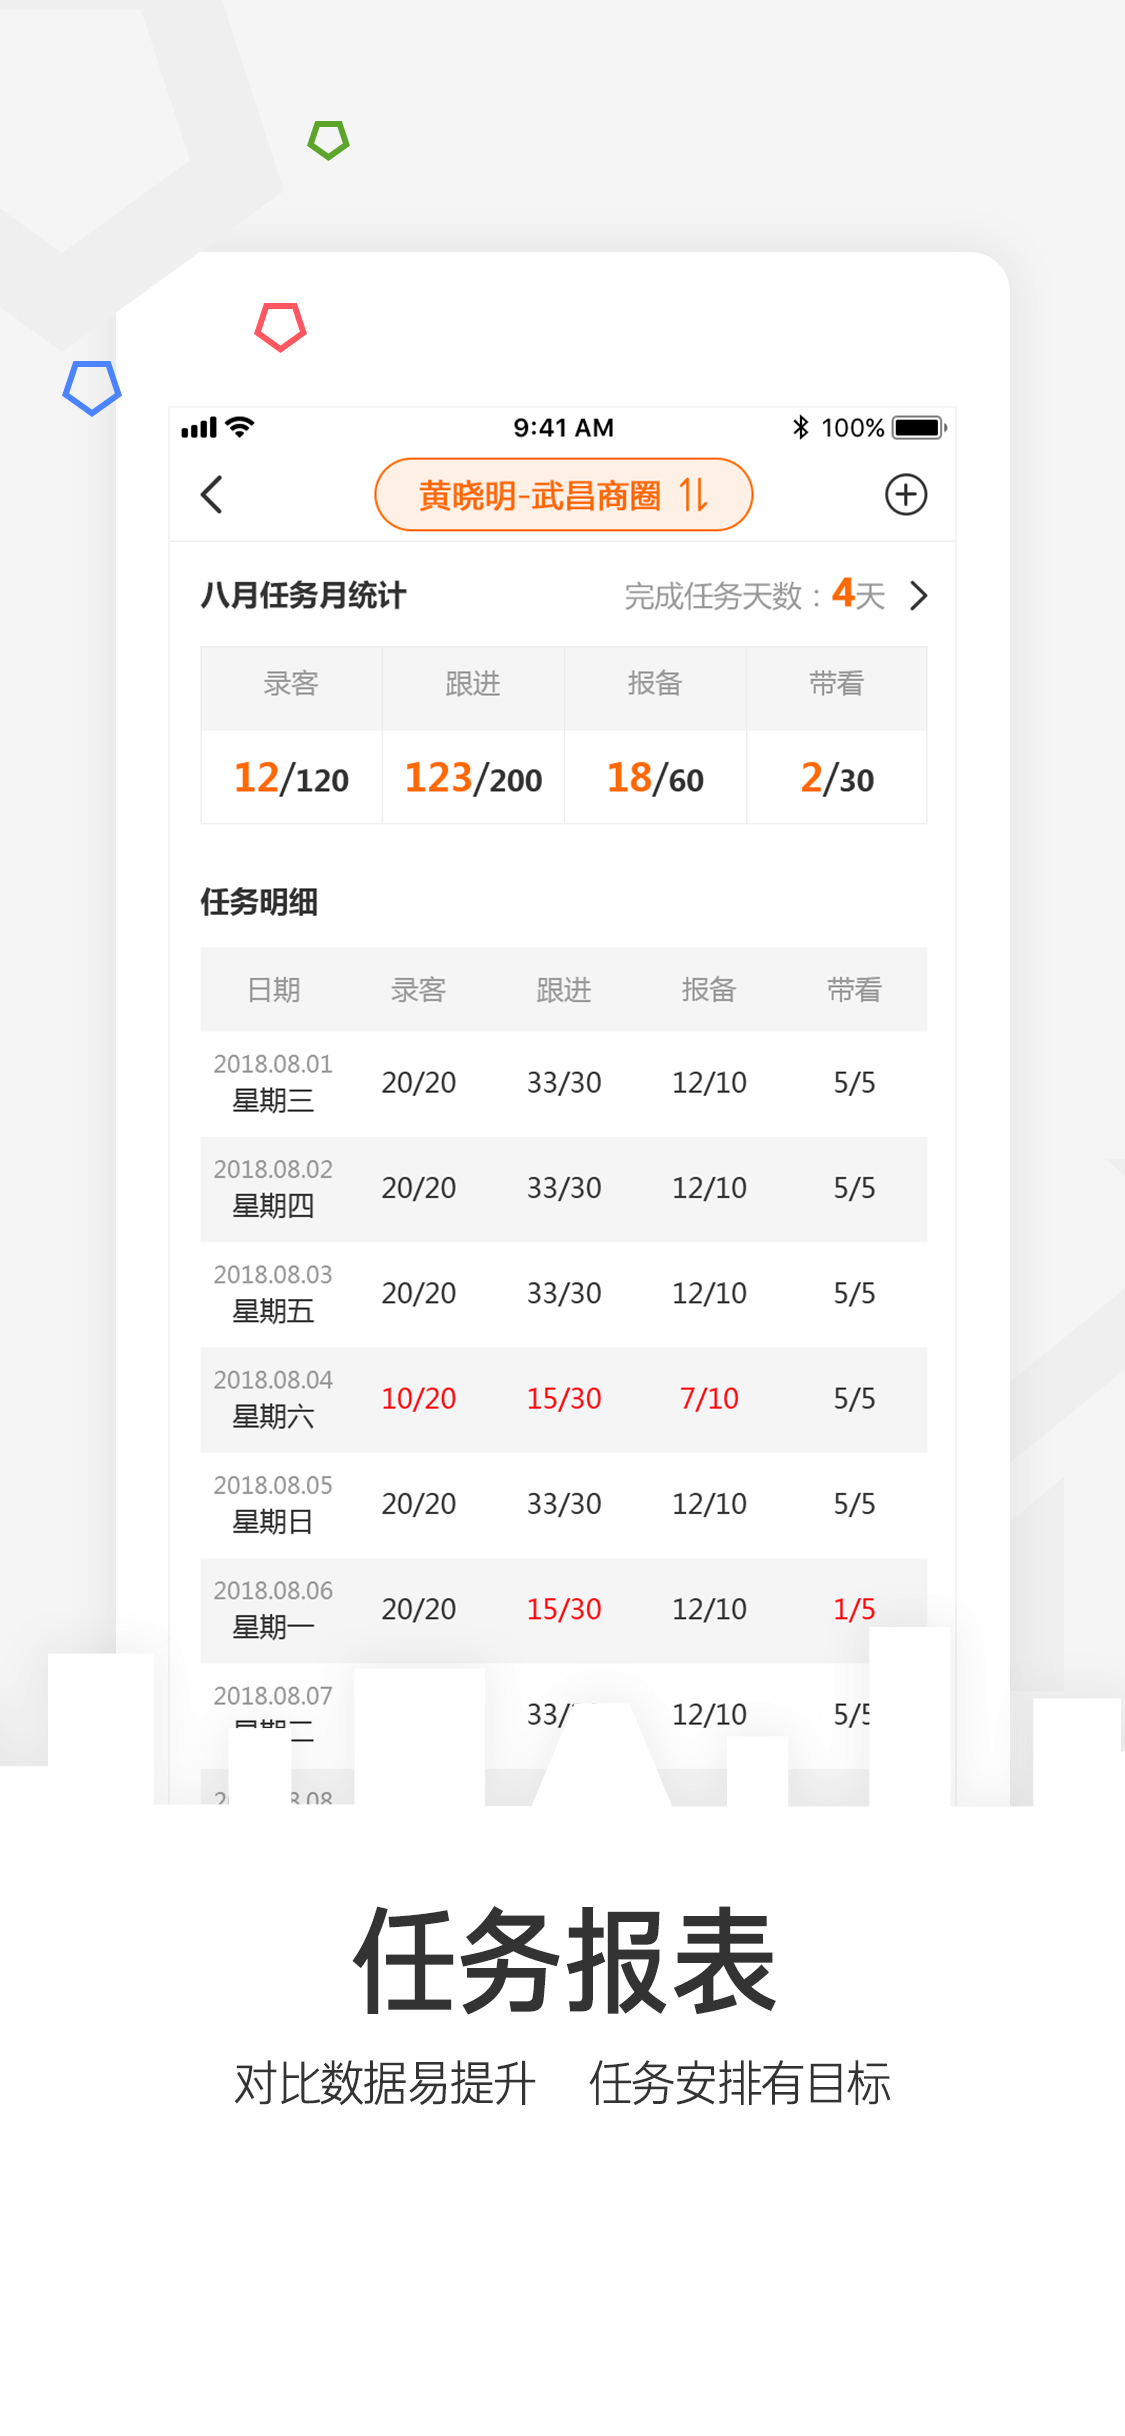 9:41 AM 100%
黄晓明-武昌商圈
八月任务月统计 完成任务天数：4天
录客 跟进 报备 带看
12/120 123/200 18/60 2/30
任务明细
日期 录客 跟进 报备 带看
2018.08.01
星期三 20/20 33/30 12/10 5/5
2018.08.02
星期四 20/20 33/30 12/10 5/5
2018.08.03
星期五 20/20 33/30 12/10 5/5
2018.08.04
星期六 10/20 15/30 7/10 5/5
2018.08.05
星期日 20/20 33/30 12/10 5/5
2018.08.06
星期一 20/20 15/30 12/10 1/5
2018.08.07
12/10
任务报表
对比数据易提升 任务安排有目标